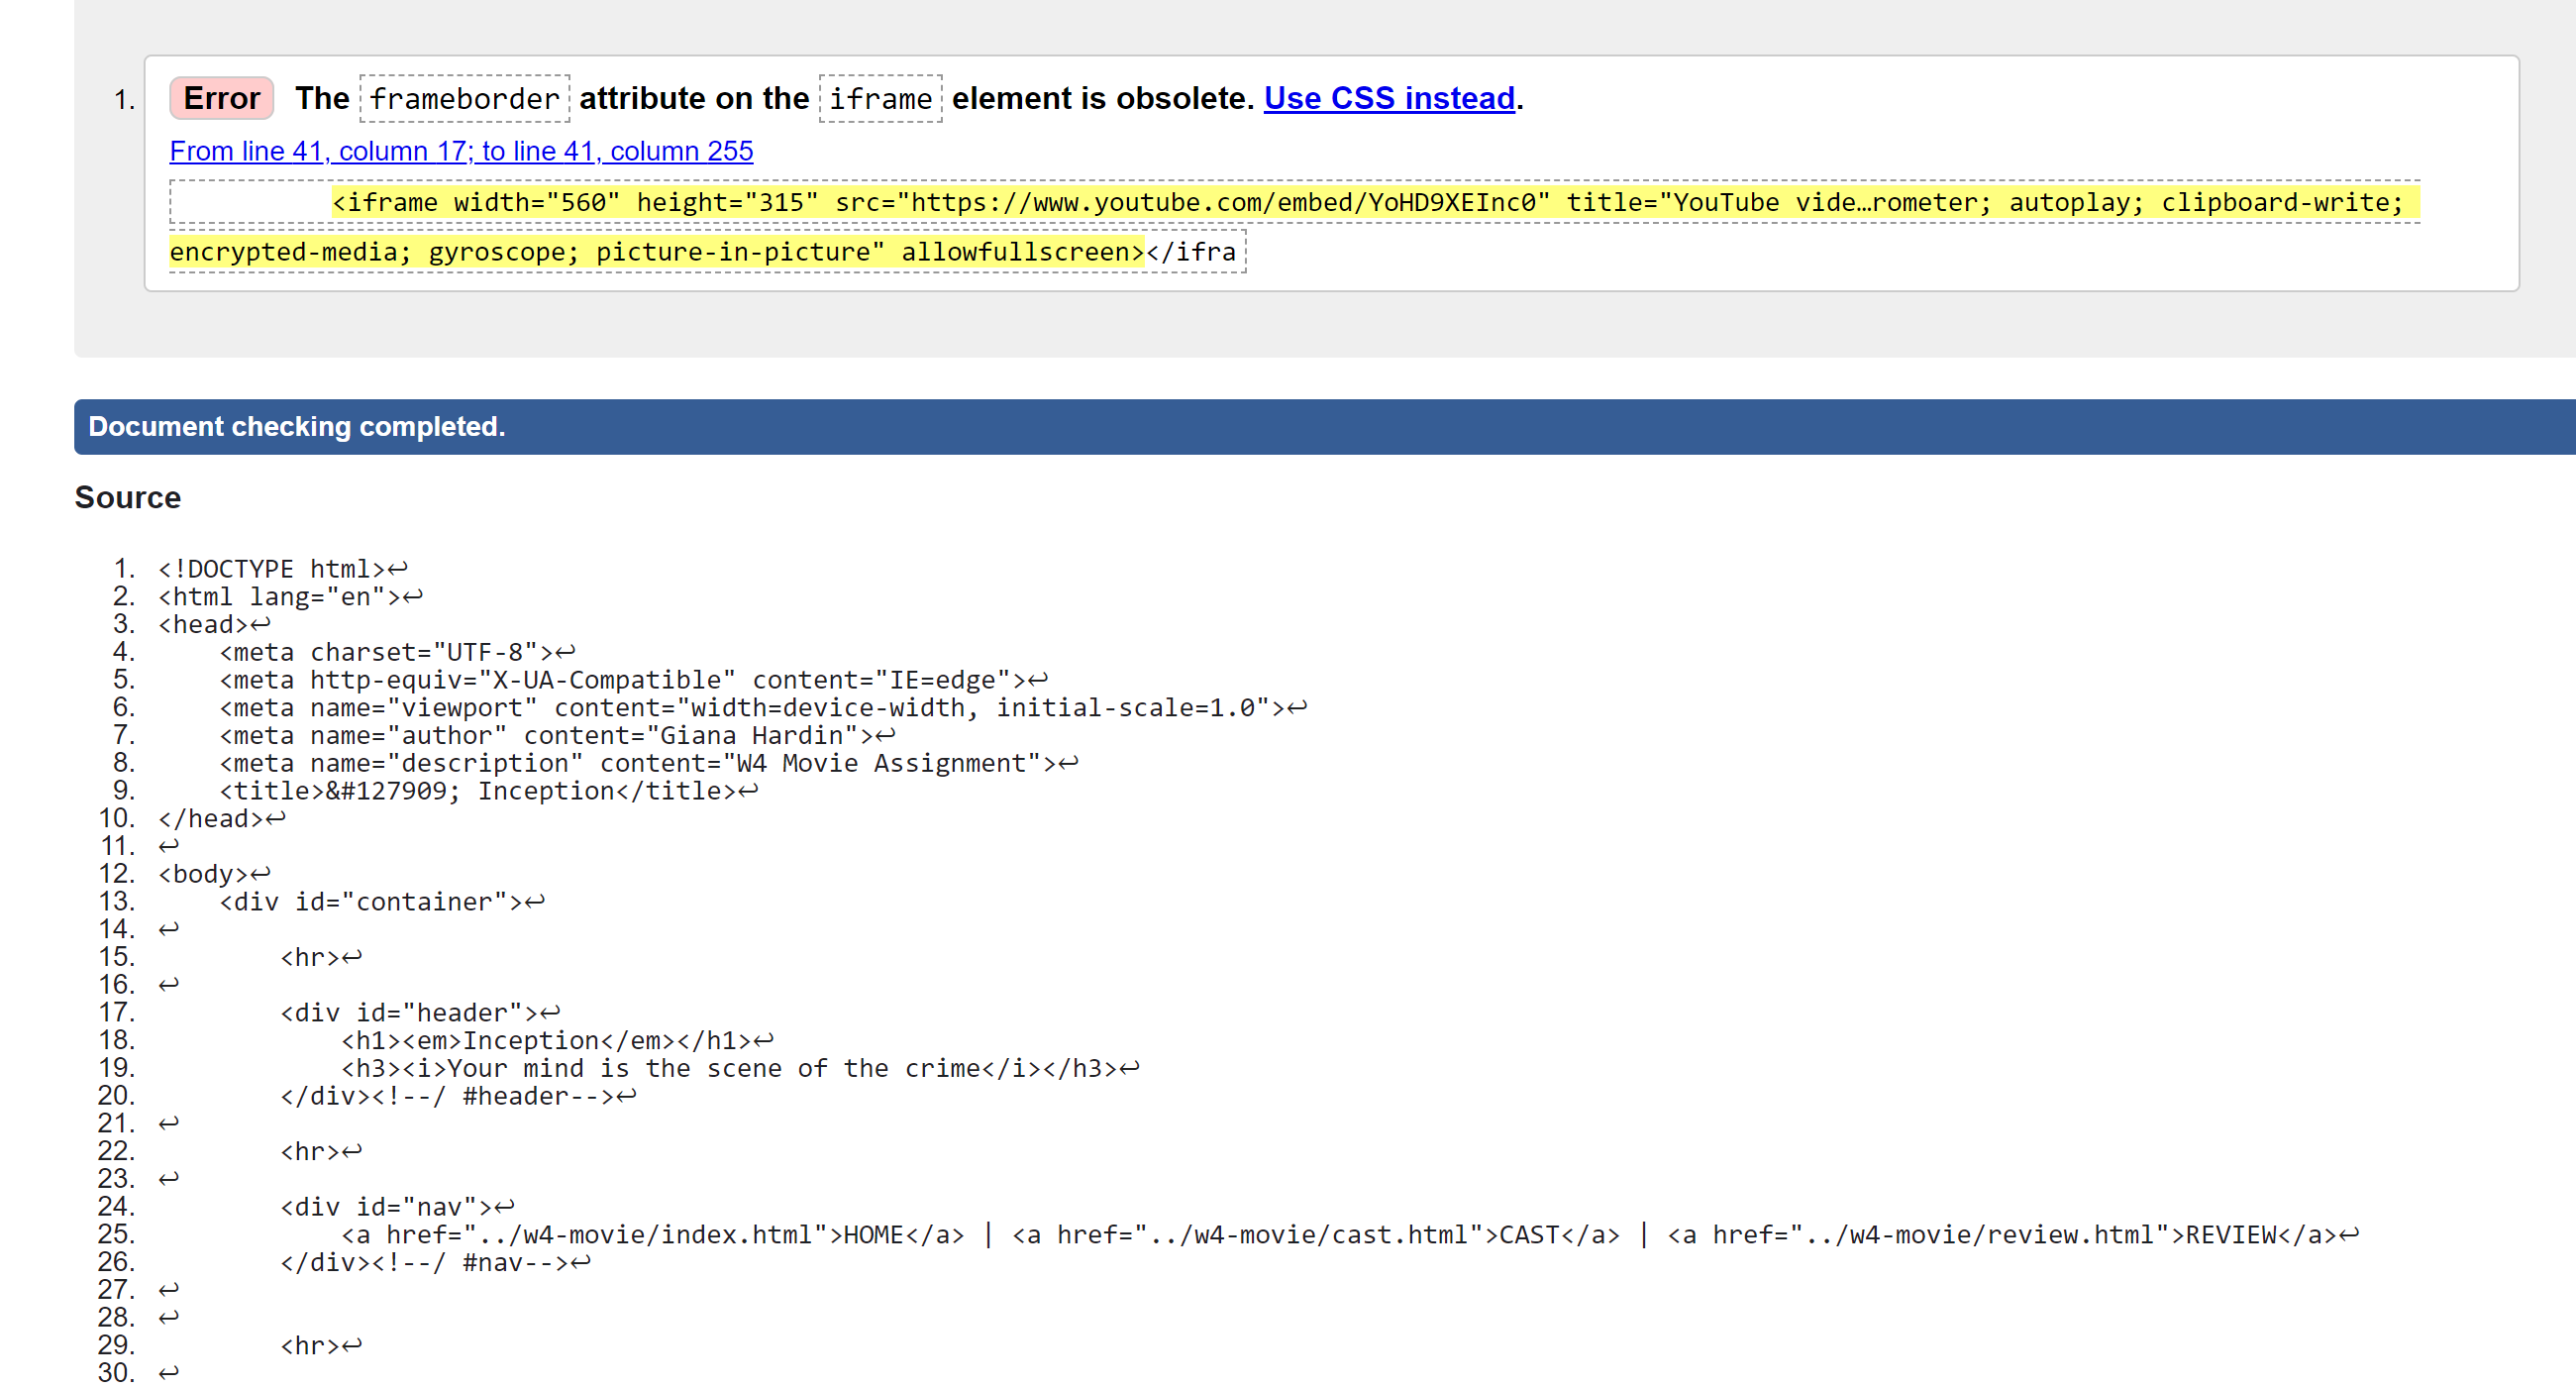 1. Error The frameborder attribute on the iframe element is obsolete. Use CSS instead.
From line 41, column 17; to line 41, column 255
<iframe width="560" height="315" src="https://www.youtube.com/embed/YoHD9XEInc0" title="YouTube vide…rometer; autoplay; clipboard-write;
encrypted-media; gyroscope; picture-in-picture" allowfullscreen></ifra
Document checking completed.
Source
1. <!DOCTYPE html>↩
2. <html lang="en">↩
3. <head>↩
4.     <meta charset="UTF-8">↩
5.     <meta http-equiv="X-UA-Compatible" content="IE=edge">↩
6.     <meta name="viewport" content="width=device-width, initial-scale=1.0">↩
7.     <meta name="author" content="Giana Hardin">↩
8.     <meta name="description" content="W4 Movie Assignment">↩
9.     <title>&#127909; Inception</title>↩
10. </head>↩
11. ↩
12. <body>↩
13.     <div id="container">↩
14. ↩
15.         <hr>↩
16. ↩
17.         <div id="header">↩
18.             <h1><em>Inception</em></h1>↩
19.             <h3><i>Your mind is the scene of the crime</i></h3>↩
20.         </div><!--/ #header-->↩
21. ↩
22.         <hr>↩
23. ↩
24.         <div id="nav">↩
25.             <a href="../w4-movie/index.html">HOME</a> | <a href="../w4-movie/cast.html">CAST</a> | <a href="../w4-movie/review.html">REVIEW</a>↩
26.         </div><!--/ #nav-->↩
27. ↩
28. ↩
29.         <hr>↩
30. ↩